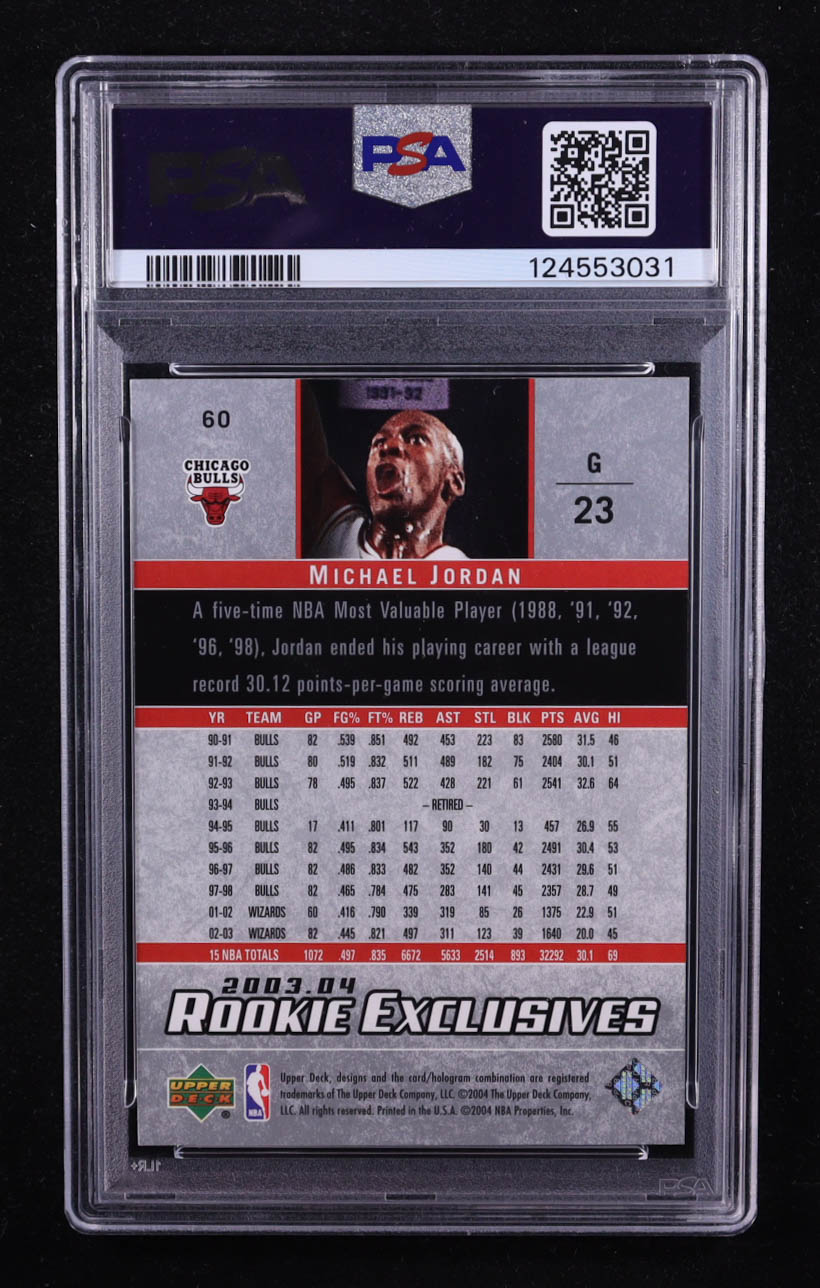 PSA
PSA
124553031
1991-92
60
CHICAGO
BULLS
G
23
MICHAEL JORDAN
A five-time NBA Most Valuable Player (1988, '91, '92,
'96, '98), Jordan ended his playing career with a league
record 30.12 points-per-game scoring average.
YR TEAM GP FG% FT% REB AST STL BLK PTS AVG HI
90-91 BULLS 82 .539 .851 492 453 223 83 2580 31.5 46
91-92 BULLS 80 .519 .832 511 489 182 75 2404 30.1 51
92-93 BULLS 78 .495 .837 522 428 221 61 2541 32.6 64
93-94 BULLS – RETIRED –
94-95 BULLS 17 .411 .801 117 90 30 13 457 26.9 55
95-96 BULLS 82 .495 .834 543 352 180 42 2491 30.4 53
96-97 BULLS 82 .486 .833 482 352 140 44 2431 29.6 51
97-98 BULLS 82 .465 .784 475 283 141 45 2357 28.7 49
01-02 WIZARDS 60 .416 .790 339 319 85 26 1375 22.9 51
02-03 WIZARDS 82 .445 .821 497 311 123 39 1640 20.0 45
15 NBA TOTALS 1072 .497 .835 6672 5633 2514 893 32292 30.1 69
2003.04
ROOKIE EXCLUSIVES
UPPER
DECK
®
NBA
Upper Deck, designs and the card/hologram combination are registered
trademarks of The Upper Deck Company, LLC. ©2004 The Upper Deck Company,
LLC. All rights reserved. Printed in the U.S.A. ©2004 NBA Properties, Inc.
PSA